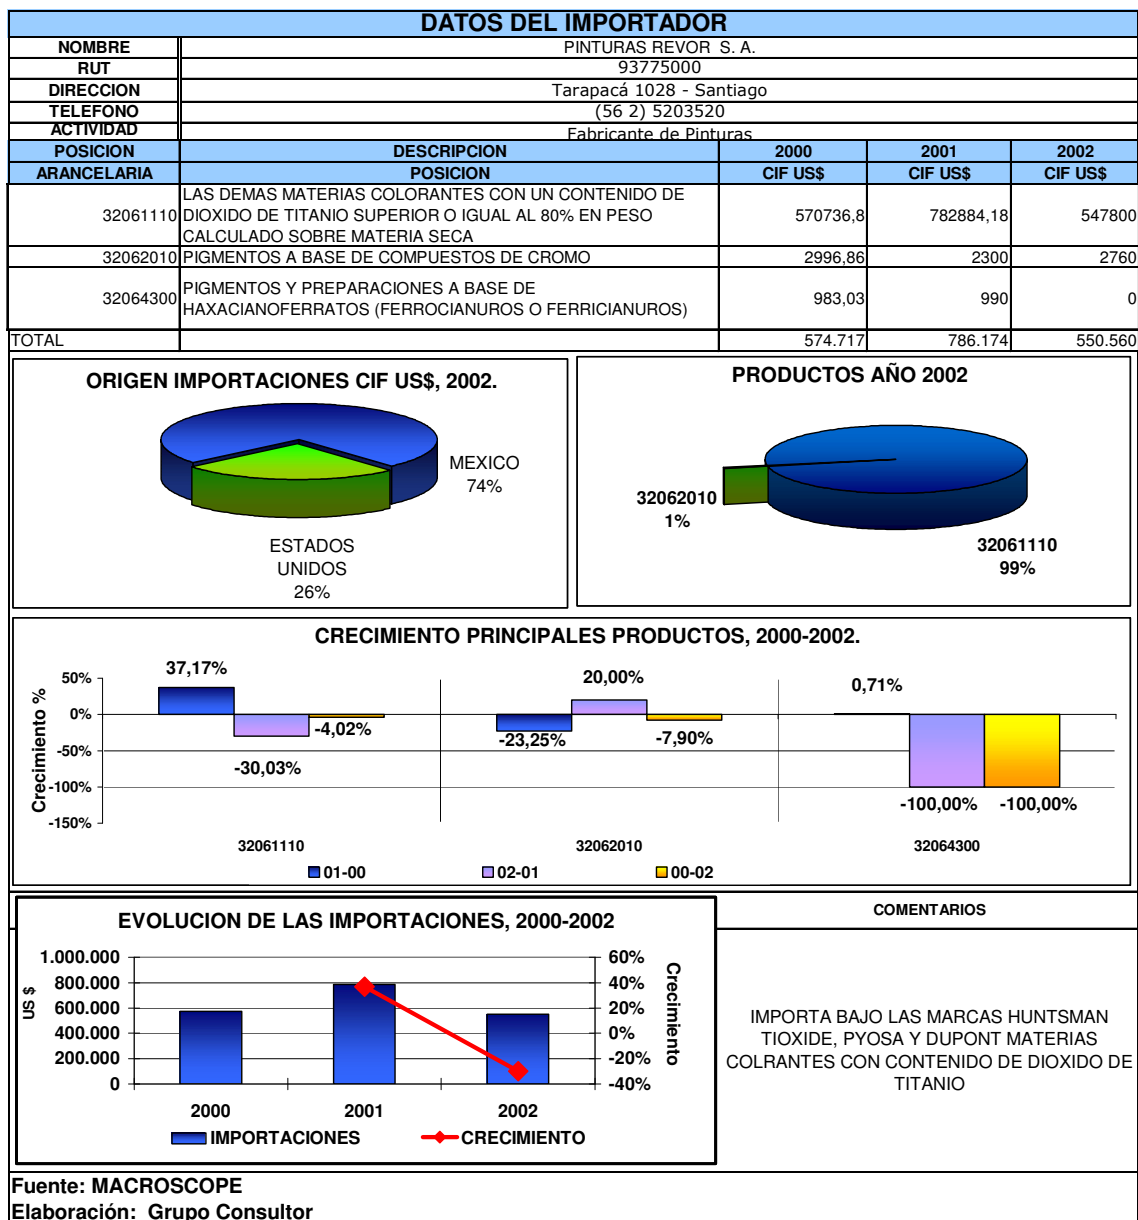 DATOS DEL IMPORTADOR
NOMBRE PINTURAS REVOR S. A.
RUT 93775000
DIRECCION Tarapacá 1028 - Santiago
TELEFONO (56 2) 5203520
ACTIVIDAD Fabricante de Pinturas
POSICION DESCRIPCION 2000 2001 2002
ARANCELARIA POSICION CIF US$ CIF US$ CIF US$
LAS DEMAS MATERIAS COLORANTES CON UN CONTENIDO DE
32061110 DIOXIDO DE TITANIO SUPERIOR O IGUAL AL 80% EN PESO 570736,8 782884,18 547800
CALCULADO SOBRE MATERIA SECA
32062010 PIGMENTOS A BASE DE COMPUESTOS DE CROMO 2996,86 2300 2760
32064300 PIGMENTOS Y PREPARACIONES A BASE DE 983,03 990 0
HAXACIANOFERRATOS (FERROCIANUROS O FERRICIANUROS)
TOTAL 574.717 786.174 550.560
ORIGEN IMPORTACIONES CIF US$, 2002.
MEXICO
74%
ESTADOS
UNIDOS
26%
PRODUCTOS AÑO 2002
32062010
1%
32061110
99%
CRECIMIENTO PRINCIPALES PRODUCTOS, 2000-2002.
Crecimiento %
50%
0%
-50%
-100%
-150%
37,17%
-30,03%
-4,02%
-23,25%
20,00%
-7,90%
0,71%
-100,00%
-100,00%
32061110 32062010 32064300
01-00 02-01 00-02
EVOLUCION DE LAS IMPORTACIONES, 2000-2002
US $
1.000.000
800.000
600.000
400.000
200.000
0
60%
40%
20%
0%
-20%
-40%
Crecimiento
2000 2001 2002
IMPORTACIONES CRECIMIENTO
COMENTARIOS
IMPORTA BAJO LAS MARCAS HUNTSMAN
TIOXIDE, PYOSA Y DUPONT MATERIAS
COLRANTES CON CONTENIDO DE DIOXIDO DE
TITANIO
Fuente: MACROSCOPE
Elaboración: Grupo Consultor